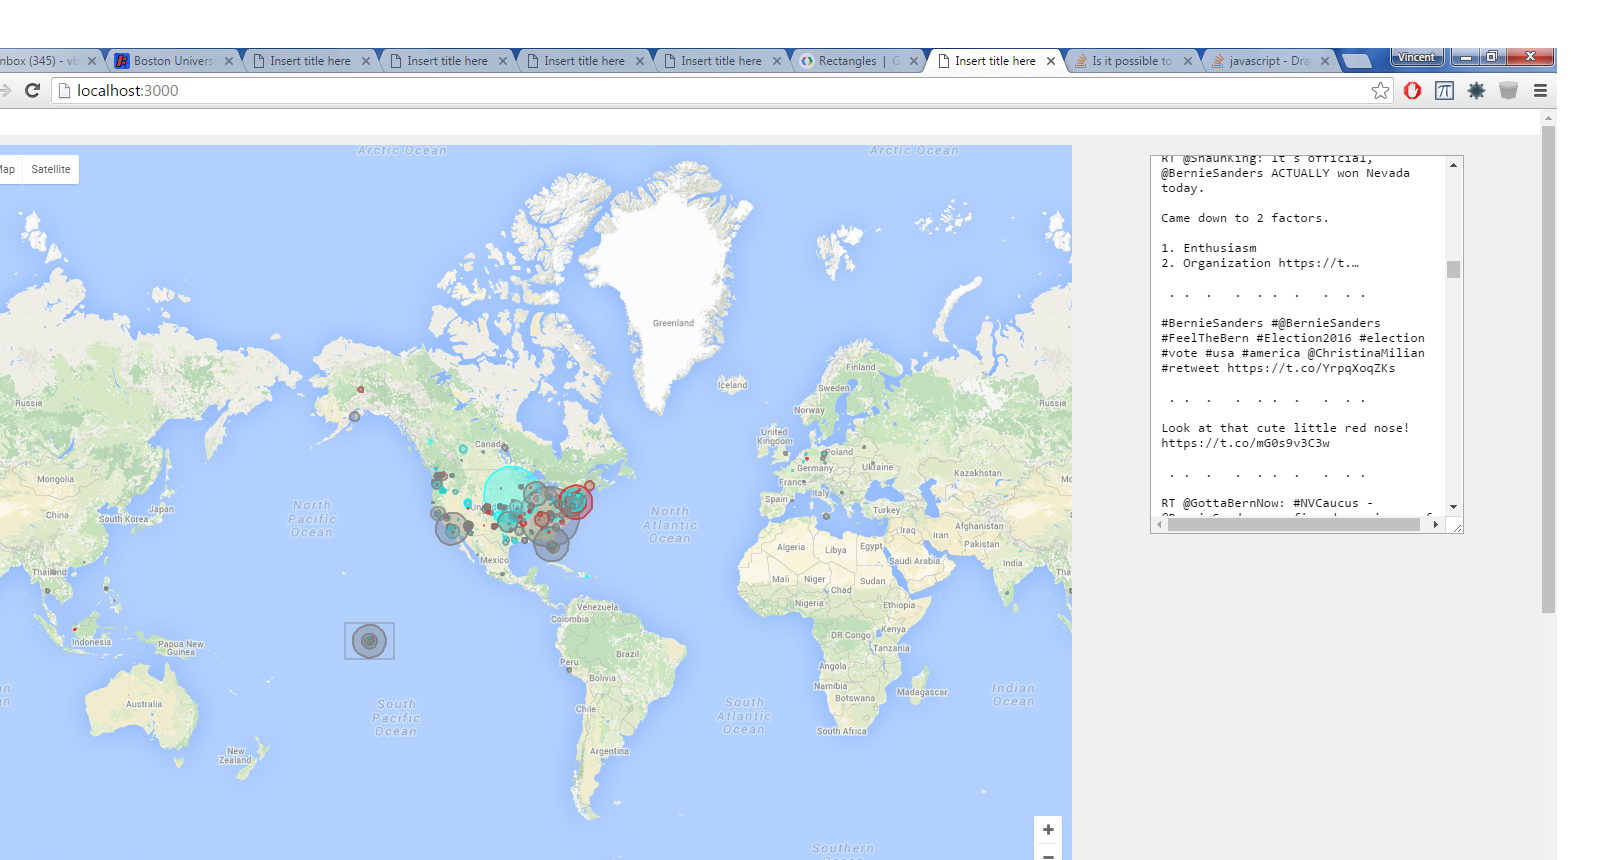 nbox (345) - vb
Boston Univers
Insert title here
Insert title here
Insert title here
Insert title here
Rectangles | G
Insert title here
Is it possible to
javascript - Dra
Vincent
localhost:3000
Map
Satellite
Arctic Ocean
Arctic Ocean
Greenland
Iceland
Russia
Canada
Sweden
Norway
Russia
United
Kingdom
Poland
Germany
Ukraine
Kazakhstan
France
Mongolia
Italy
Spain
Turkey
China
Japan
South Korea
North
Pacific
Ocean
North
Atlantic
Ocean
Iraq
Iran
Afghanistan
Pakistan
Algeria
Libya
Egypt
Saudi Arabia
India
Thailand
Mexico
Mali
Niger
Chad
Sudan
Nigeria
Ethiopia
Venezuela
Colombia
Kenya
DR Congo
Tanzania
Indonesia
Papua New
Guinea
Peru
Brazil
Bolivia
Angola
Namibia
Botswana
Madagascar
Australia
South
Pacific
Ocean
Chile
South
Atlantic
Ocean
Indian
Ocean
South Africa
New
Zealand
Argentina
Southern
Ocean
RT @ShaunKing: It's official,
@BernieSanders ACTUALLY won Nevada
today.
Came down to 2 factors.
1. Enthusiasm
2. Organization https://t.…
. . . . . . . . . .
#BernieSanders #@BernieSanders
#FeelTheBern #Election2016 #election
#vote #usa #america @ChristinaMilian
#retweet https://t.co/YrpqXoqZKs
. . . . . . . . . .
Look at that cute little red nose!
https://t.co/mG0s9v3C3w
. . . . . . . . . .
RT @GottaBernNow: #NVCaucus -